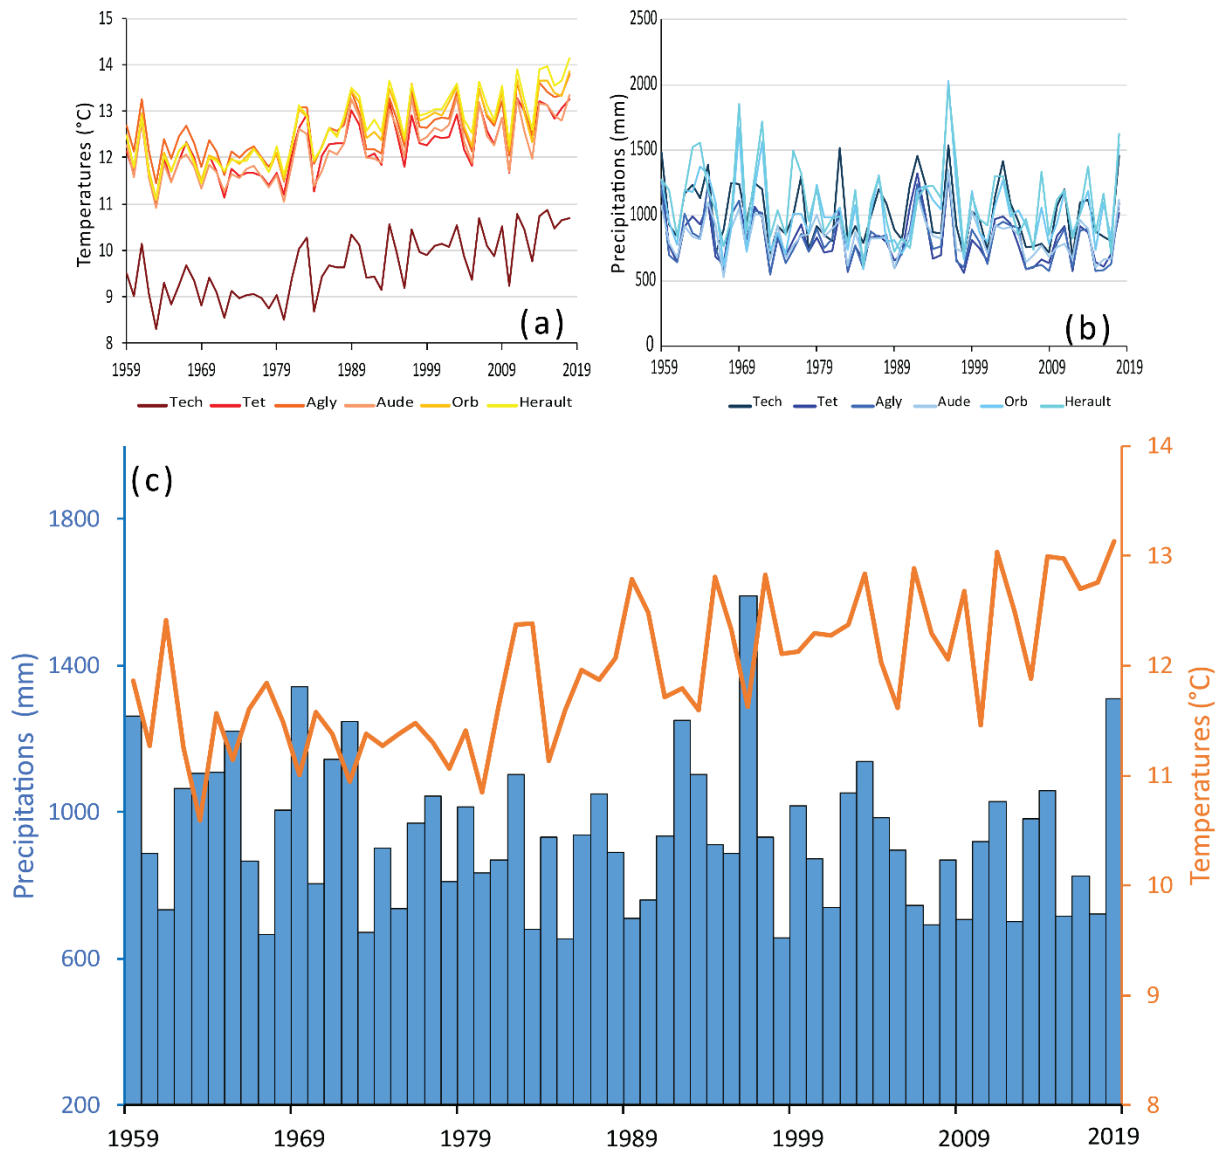 15
14
13
12
11
10
9
8
Temperatures (°C)
(a)
1959 1969 1979 1989 1999 2009 2019
Tech Tet Agly Aude Orb Herault
2500
2000
1500
1000
500
0
Precipitations (mm)
(b)
1959 1969 1979 1989 1999 2009 2019
Tech Tet Agly Aude Orb Herault
(c)
1800
1400
1000
600
200
Precipitations (mm)
14
13
12
11
10
9
8
Temperatures (°C)
1959 1969 1979 1989 1999 2009 2019